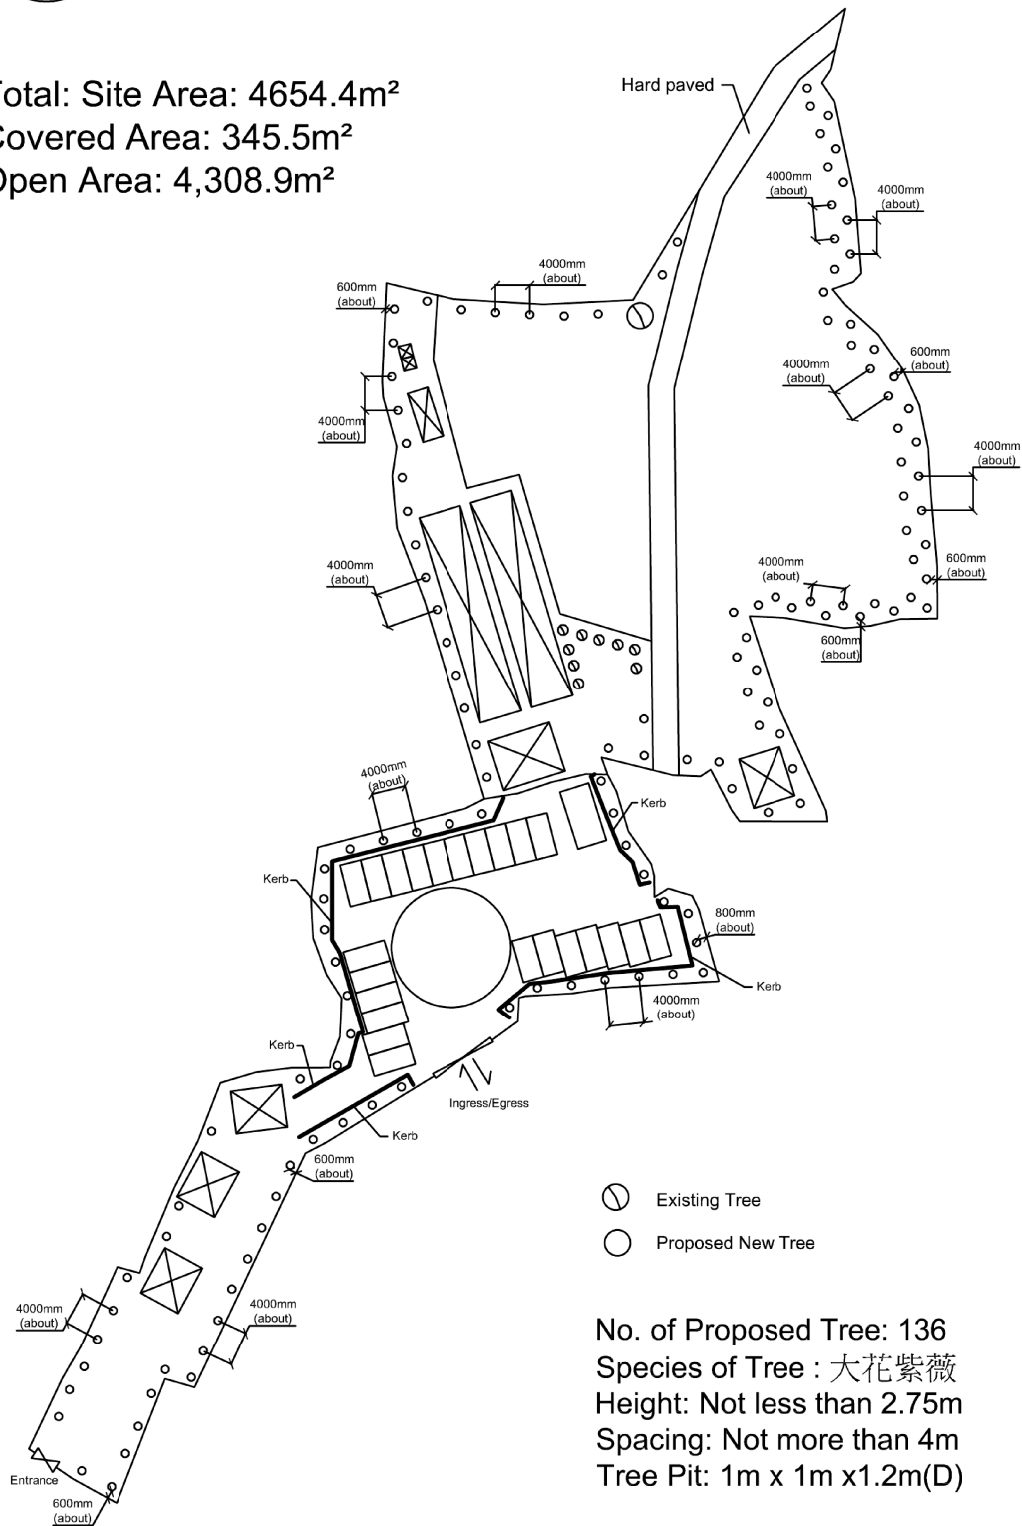 otal: Site Area: 4654.4m²
overed Area: 345.5m²
pen Area: 4,308.9m²
Hard paved
4000mm
(about)
4000mm
(about)
4000mm
(about)
600mm
(about)
600mm
(about)
4000mm
(about)
4000mm
(about)
4000mm
(about)
4000mm
(about)
4000mm
(about)
600mm
(about)
600mm
(about)
4000mm
(about)
Kerb
Kerb
800mm
(about)
Kerb
4000mm
(about)
Kerb
Ingress/Egress
Kerb
600mm
(about)
Existing Tree
Proposed New Tree
4000mm
(about)
4000mm
(about)
No. of Proposed Tree: 136
Species of Tree : 大花紫薇
Height: Not less than 2.75m
Spacing: Not more than 4m
Tree Pit: 1m x 1m x1.2m(D)
Entrance
600mm
(about)